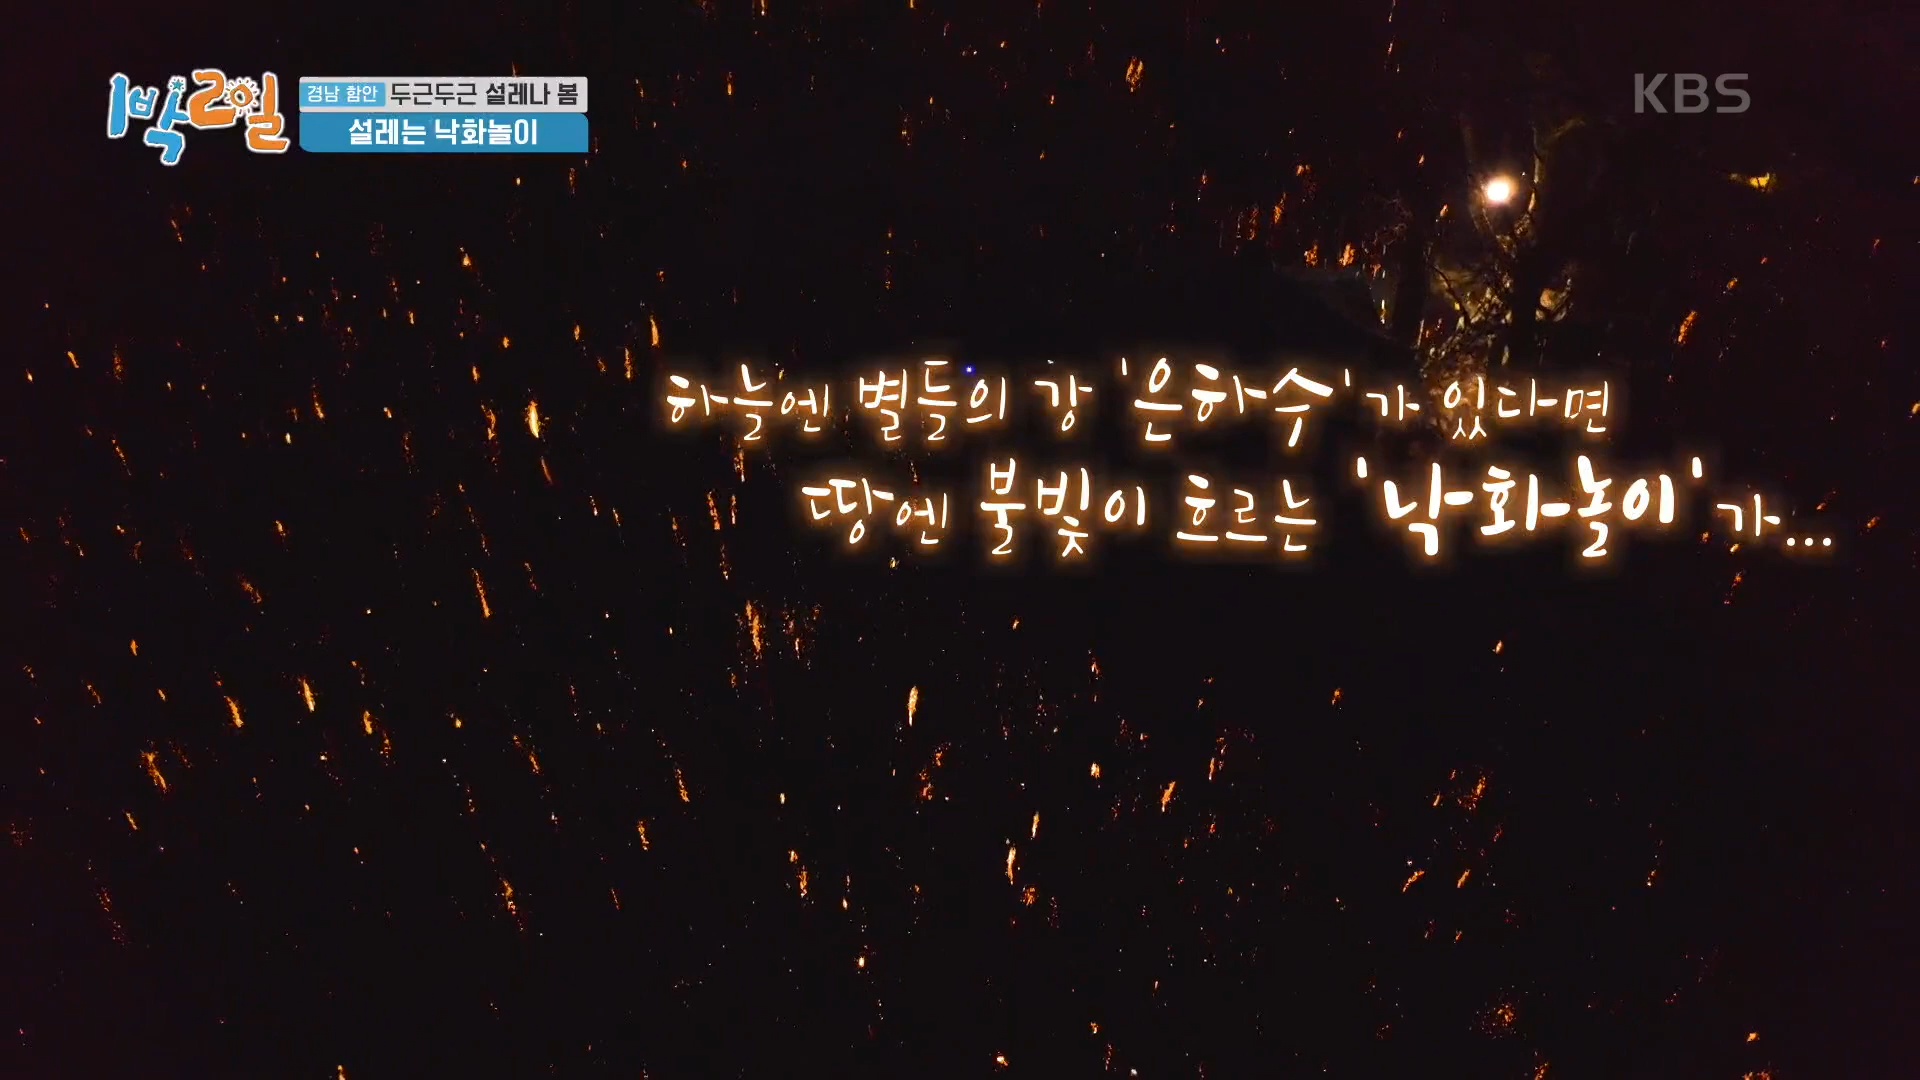 1박2일
경남 함안 두근두근 설레나 봄
설레는 낙화놀이
KBS
하늘엔 별들의 강 '은하수'가 있다면
땅엔 불빛이 흐르는 '낙화놀이'가...